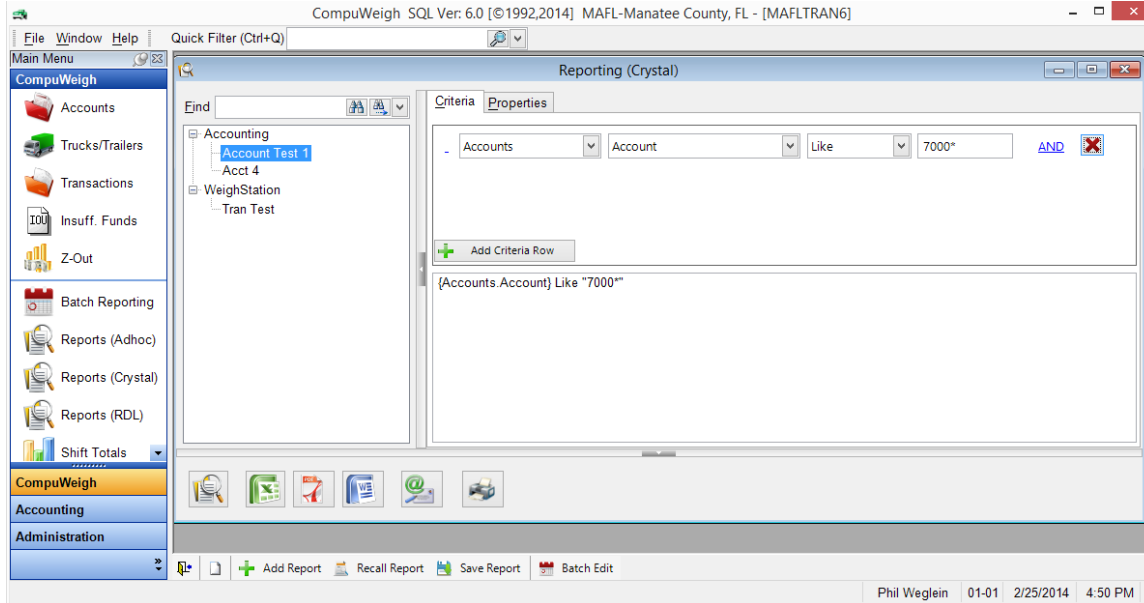 CompuWeigh SQL Ver: 6.0 [©1992,2014] MAFL-Manatee County, FL - [MAFLTRAN6]
File Window Help Quick Filter (Ctrl+Q)
Main Menu
CompuWeigh
Accounts
Trucks/Trailers
Transactions
IOU
Insuff. Funds
Z-Out
Batch Reporting
Reports (Adhoc)
Reports (Crystal)
Reports (RDL)
Shift Totals
CompuWeigh
Accounting
Administration
Reporting (Crystal)
Find
Accounting
Account Test 1
Acct 4
WeighStation
Tran Test
Criteria Properties
Accounts Account Like 7000* AND
Add Criteria Row
{Accounts.Account} Like "7000*"
Add Report Recall Report Save Report Batch Edit
Phil Weglein 01-01 2/25/2014 4:50 PM